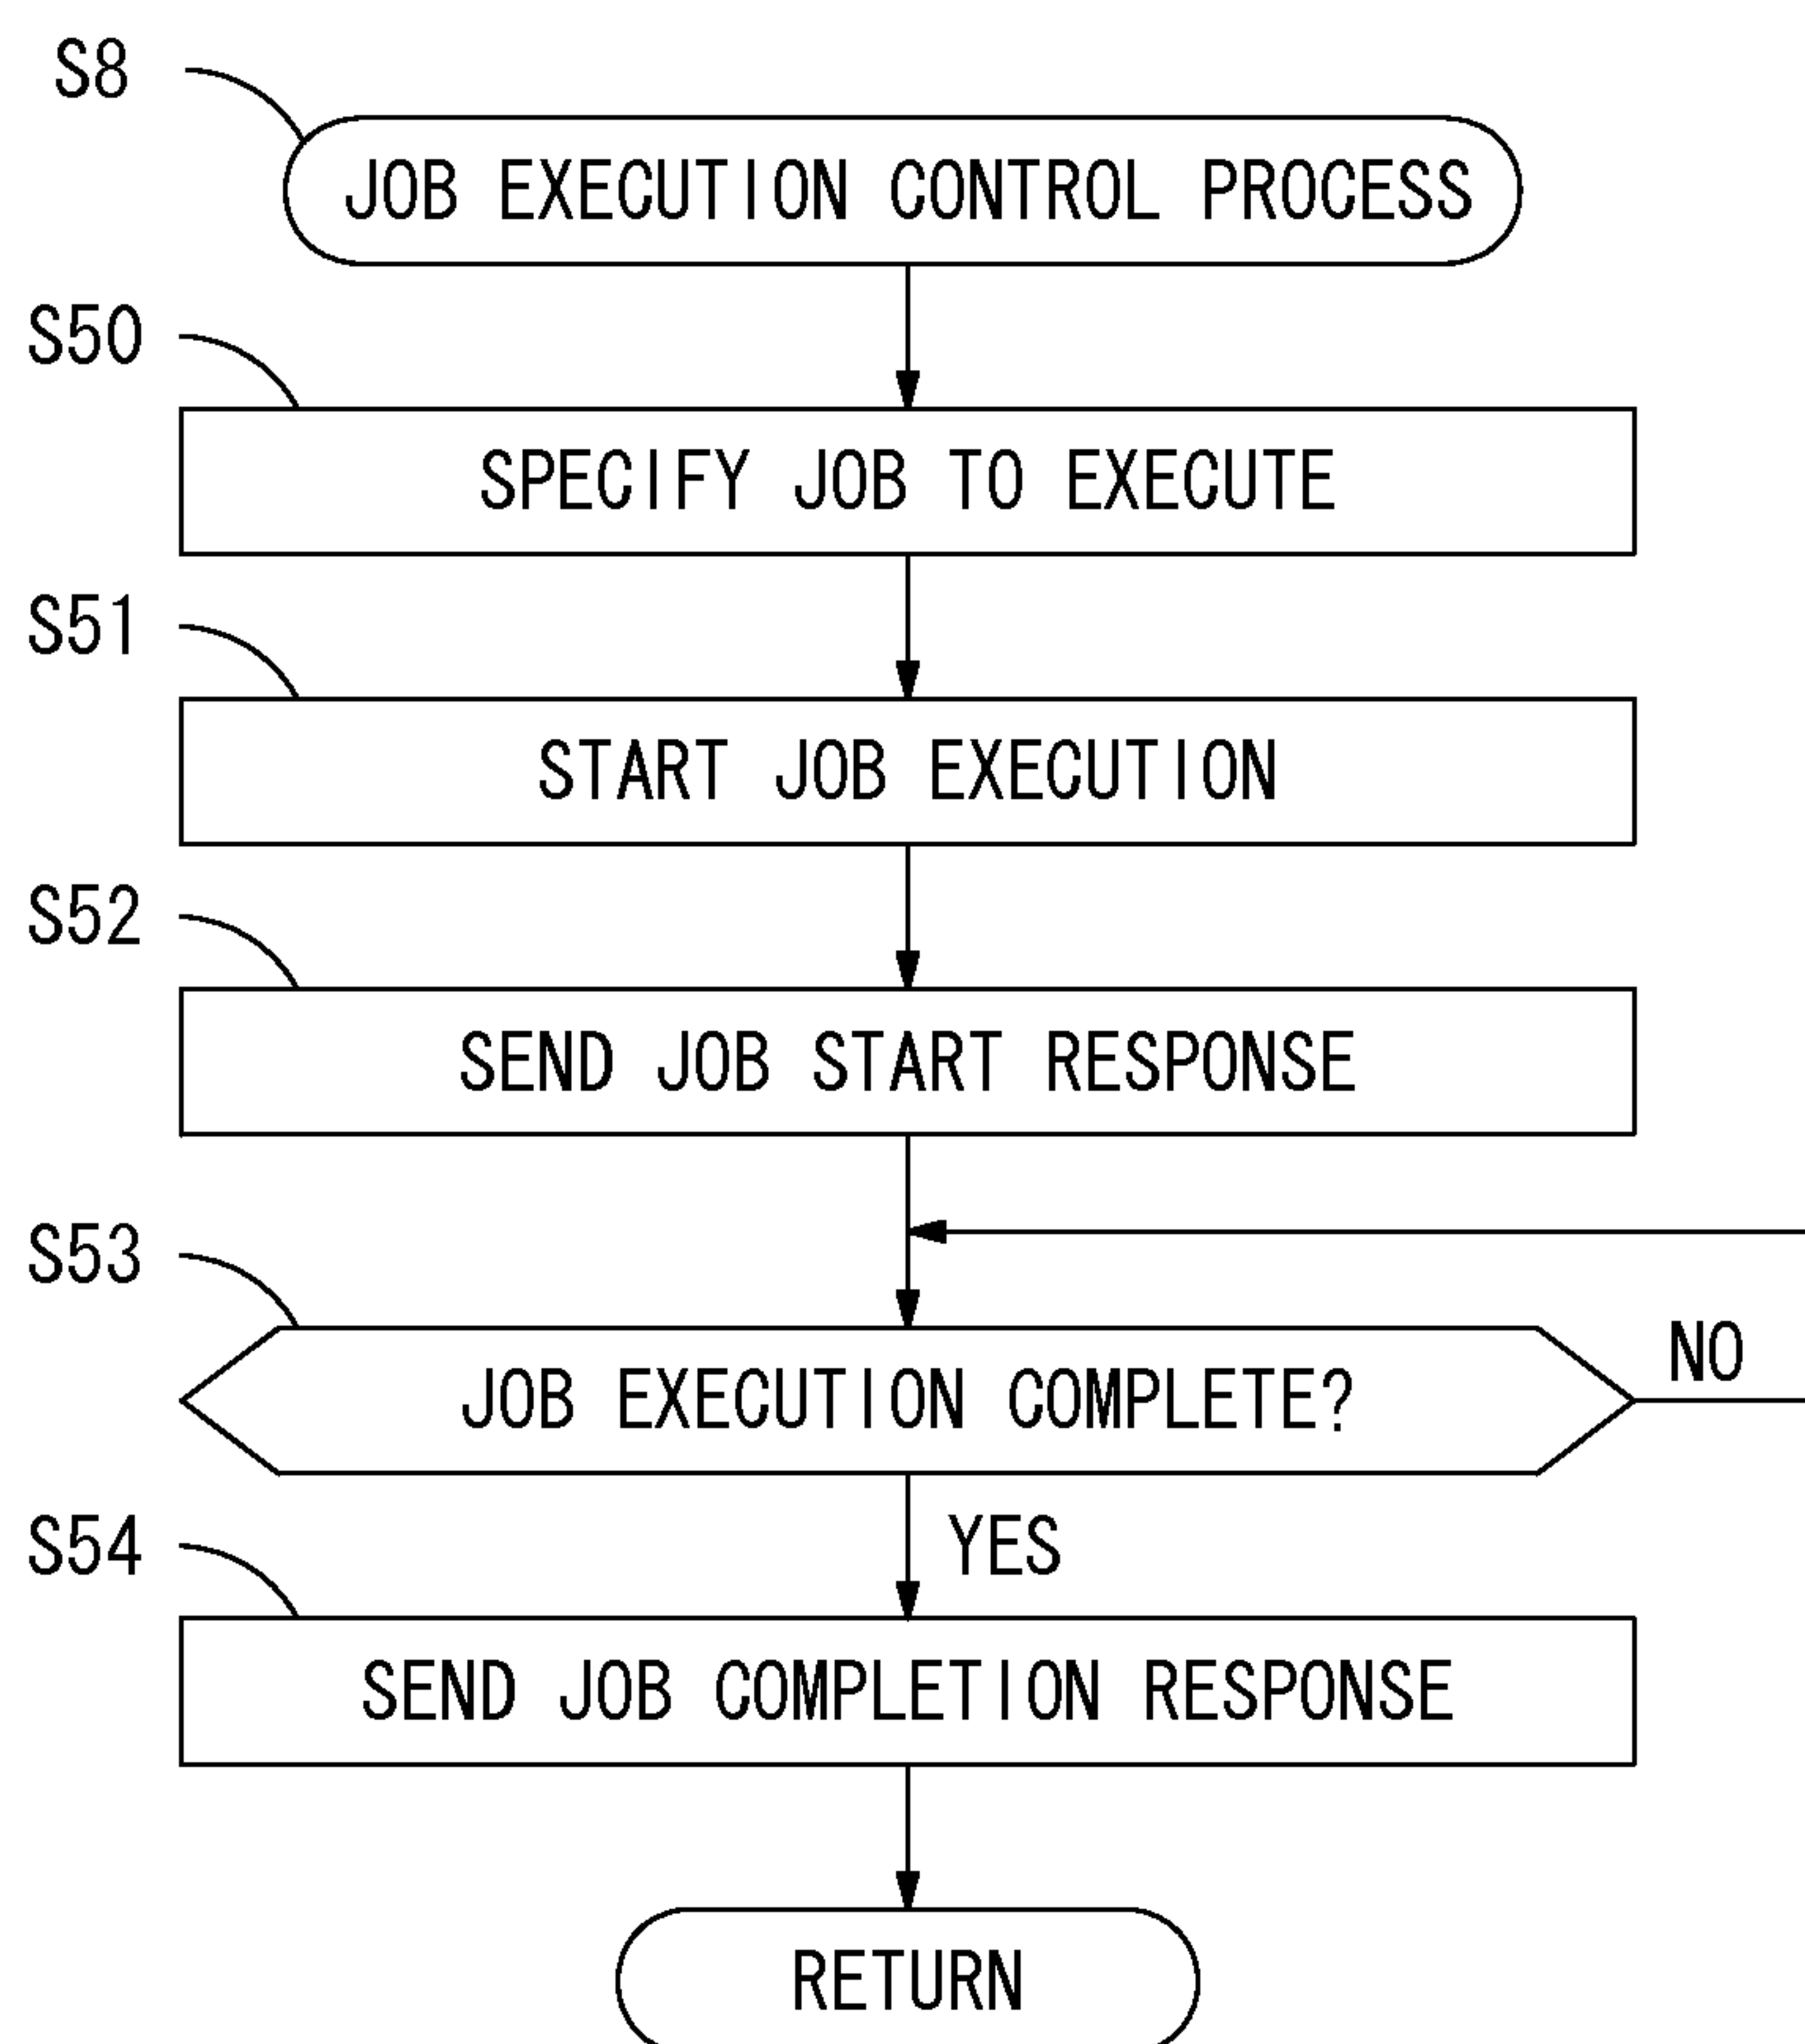 S8
JOB EXECUTION CONTROL PROCESS
S50
SPECIFY JOB TO EXECUTE
S51
START JOB EXECUTION
S52
SEND JOB START RESPONSE
S53
JOB EXECUTION COMPLETE?
NO
YES
S54
SEND JOB COMPLETION RESPONSE
RETURN